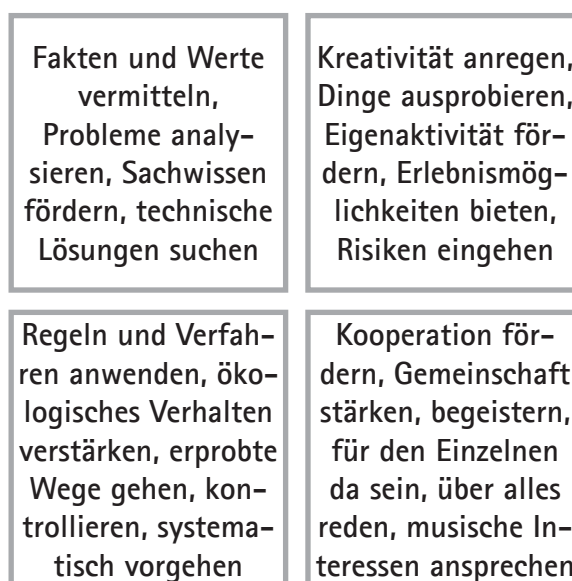 Fakten und Werte
vermitteln,
Probleme analy-
sieren, Sachwissen
fördern, technische
Lösungen suchen
Kreativität anregen,
Dinge ausprobieren,
Eigenaktivität för-
dern, Erlebnismög-
lichkeiten bieten,
Risiken eingehen
Regeln und Verfah-
ren anwenden, öko-
logisches Verhalten
verstärken, erprobte
Wege gehen, kon-
trollieren, systema-
tisch vorgehen
Kooperation för-
dern, Gemeinschaft
stärken, begeistern,
für den Einzelnen
da sein, über alles
reden, musische In-
teressen ansprechen